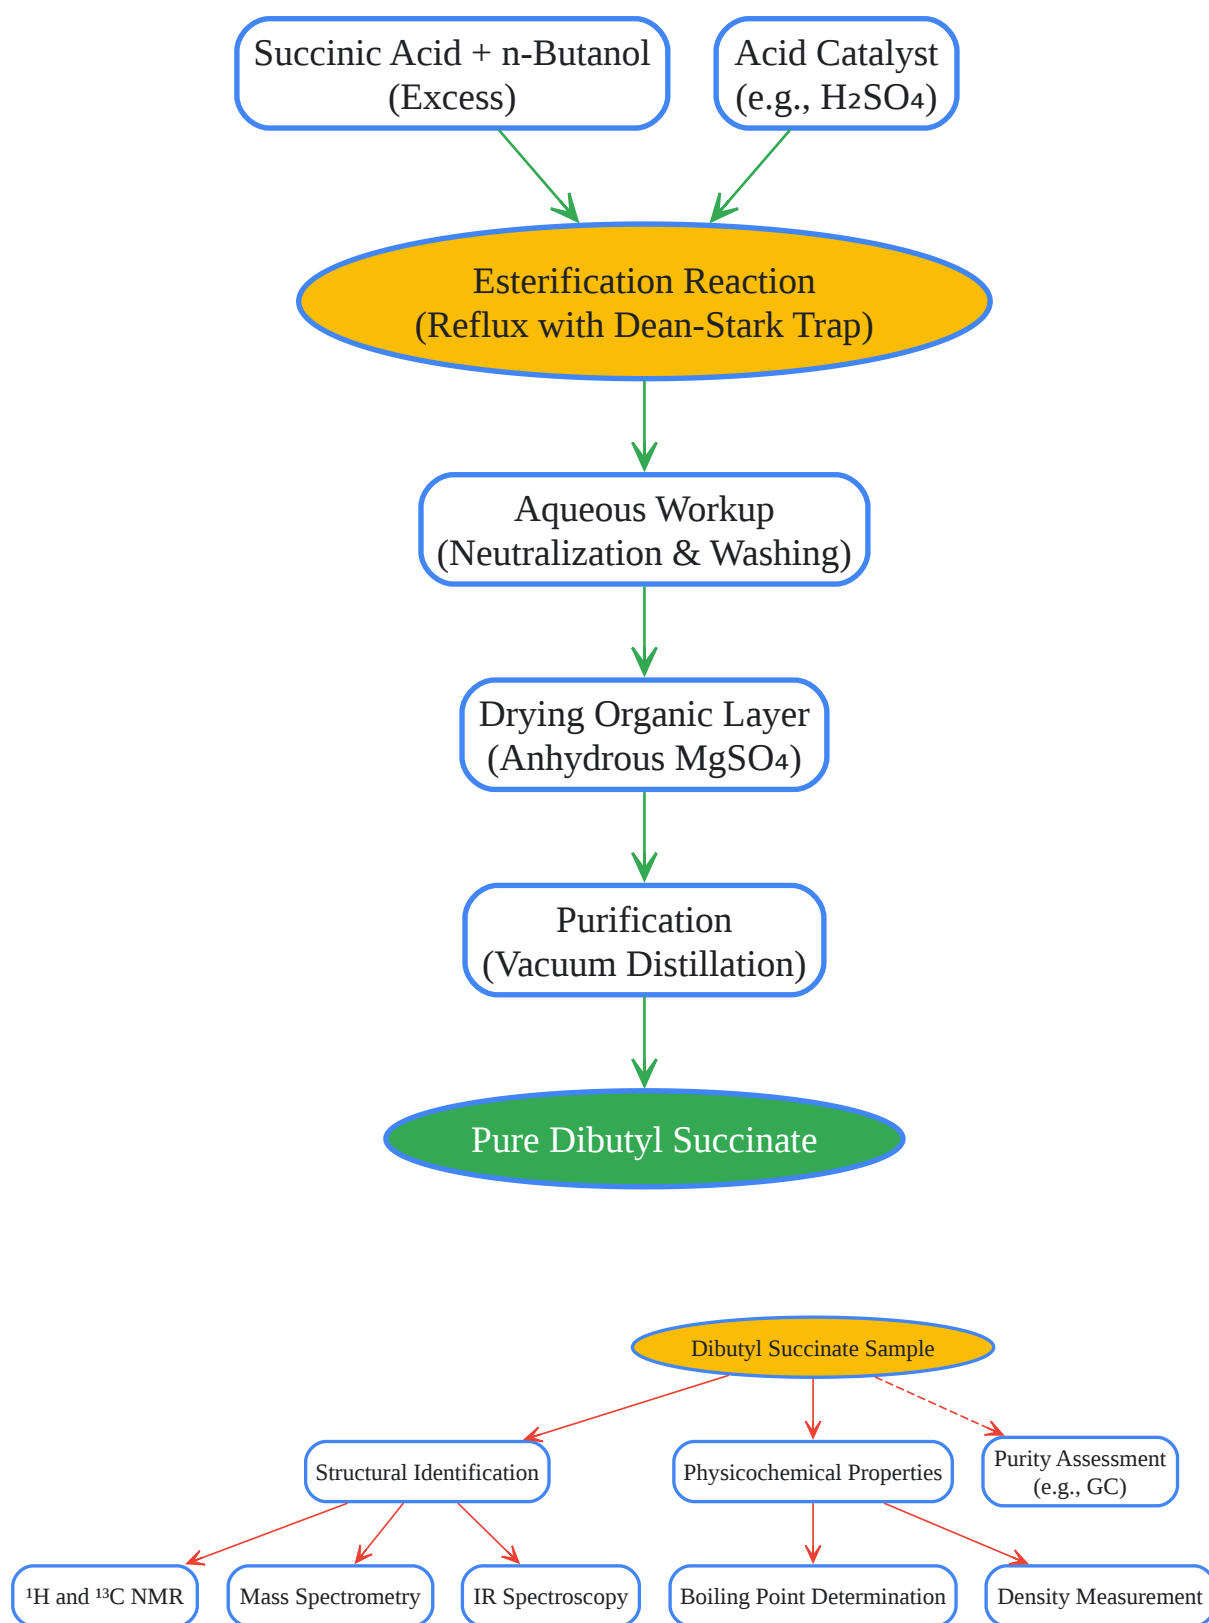 Succinic Acid + n-Butanol
(Excess)
Acid Catalyst
(e.g., H₂SO₄)
Esterification Reaction
(Reflux with Dean-Stark Trap)
Aqueous Workup
(Neutralization & Washing)
Drying Organic Layer
(Anhydrous MgSO₄)
Purification
(Vacuum Distillation)
Pure Dibutyl Succinate
Dibutyl Succinate Sample
Structural Identification
Physicochemical Properties
Purity Assessment
(e.g., GC)
¹H and ¹³C NMR
Mass Spectrometry
IR Spectroscopy
Boiling Point Determination
Density Measurement